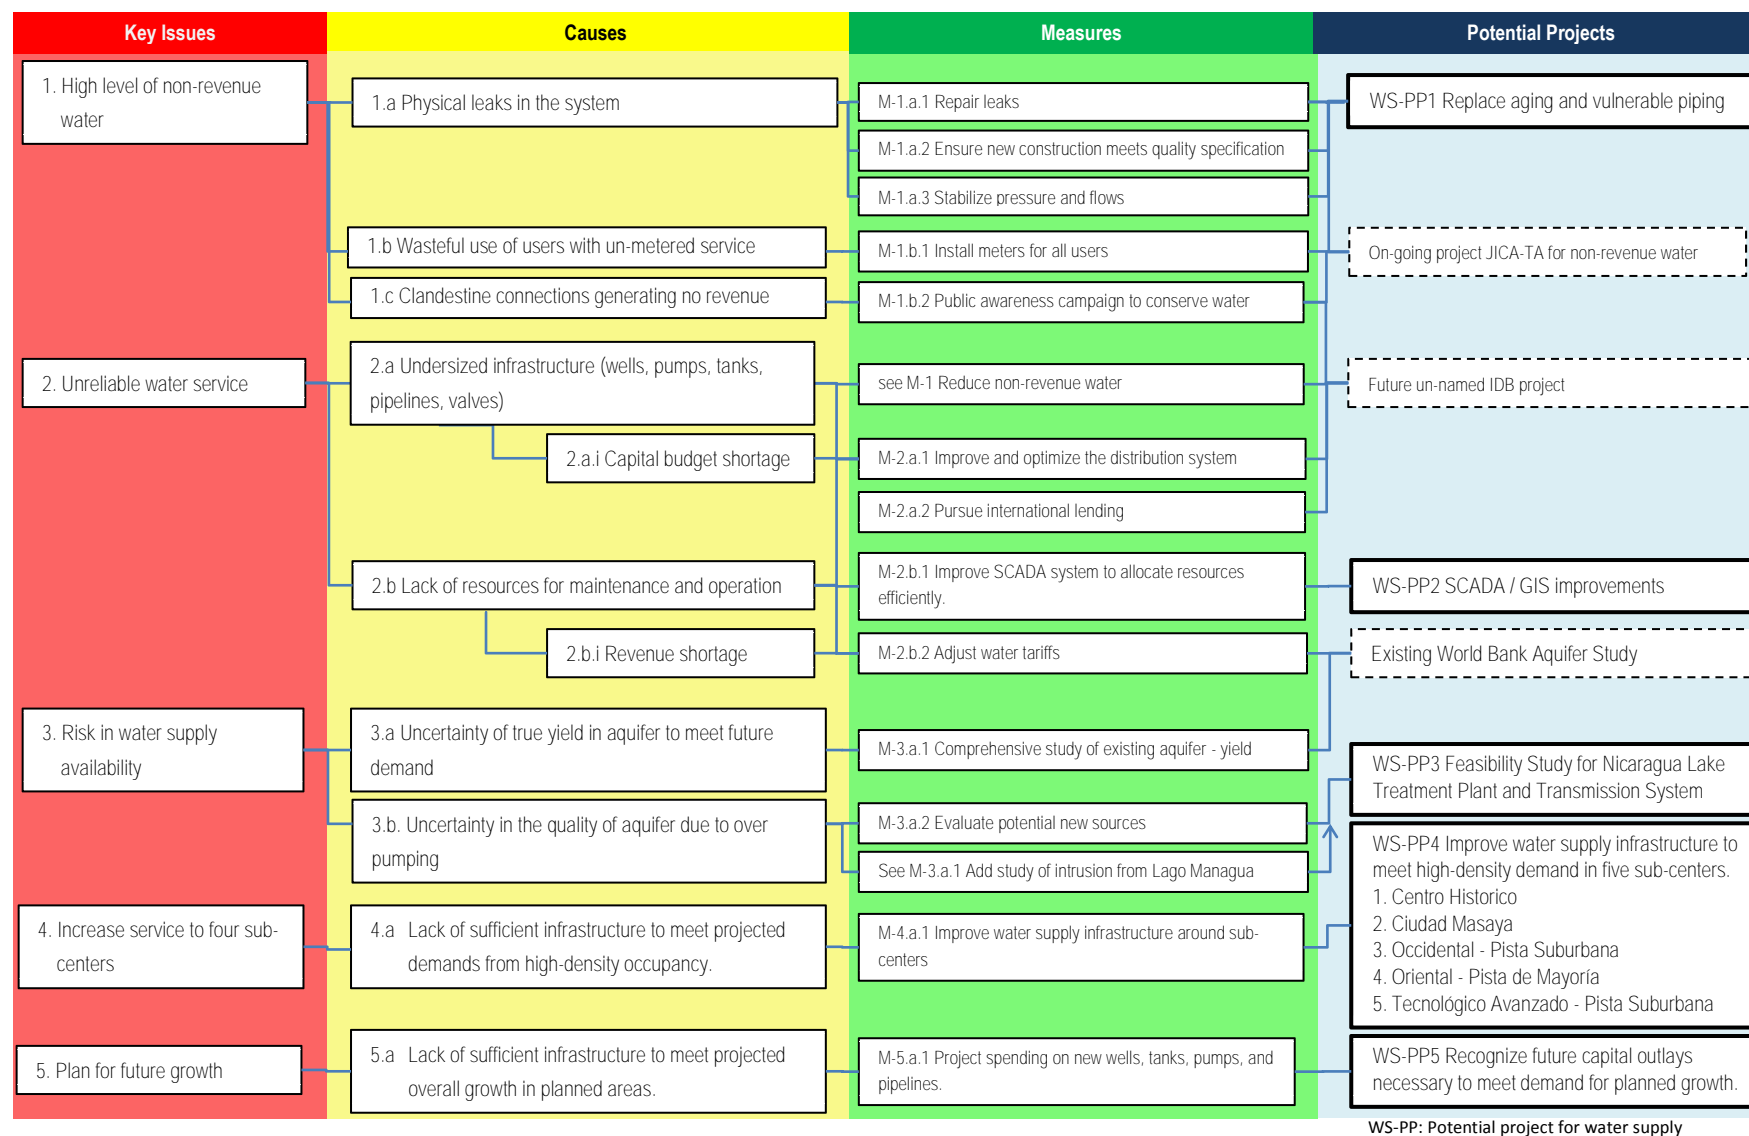 Key Issues
Causes
Measures
Potential Projects
1. High level of non-revenue
water
1.a Physical leaks in the system
M-1.a.1 Repair leaks
WS-PP1 Replace aging and vulnerable piping
M-1.a.2 Ensure new construction meets quality specification
M-1.a.3 Stabilize pressure and flows
1.b Wasteful use of users with un-metered service
M-1.b.1 Install meters for all users
On-going project JICA-TA for non-revenue water
1.c Clandestine connections generating no revenue
M-1.b.2 Public awareness campaign to conserve water
2. Unreliable water service
2.a Undersized infrastructure (wells, pumps, tanks,
pipelines, valves)
see M-1 Reduce non-revenue water
Future un-named IDB project
2.a.i Capital budget shortage
M-2.a.1 Improve and optimize the distribution system
M-2.a.2 Pursue international lending
2.b Lack of resources for maintenance and operation
M-2.b.1 Improve SCADA system to allocate resources
efficiently.
WS-PP2 SCADA / GIS improvements
2.b.i Revenue shortage
M-2.b.2 Adjust water tariffs
Existing World Bank Aquifer Study
3. Risk in water supply
availability
3.a Uncertainty of true yield in aquifer to meet future
demand
M-3.a.1 Comprehensive study of existing aquifer - yield
WS-PP3 Feasibility Study for Nicaragua Lake
Treatment Plant and Transmission System
3.b. Uncertainty in the quality of aquifer due to over
pumping
M-3.a.2 Evaluate potential new sources
See M-3.a.1 Add study of intrusion from Lago Managua
WS-PP4 Improve water supply infrastructure to
meet high-density demand in five sub-centers.
1. Centro Historico
2. Ciudad Masaya
3. Occidental - Pista Suburbana
4. Oriental - Pista de Mayoría
5. Tecnológico Avanzado - Pista Suburbana
4. Increase service to four sub-
centers
4.a Lack of sufficient infrastructure to meet projected
demands from high-density occupancy.
M-4.a.1 Improve water supply infrastructure around sub-
centers
5. Plan for future growth
5.a Lack of sufficient infrastructure to meet projected
overall growth in planned areas.
M-5.a.1 Project spending on new wells, tanks, pumps, and
pipelines.
WS-PP5 Recognize future capital outlays
necessary to meet demand for planned growth.
WS-PP: Potential project for water supply